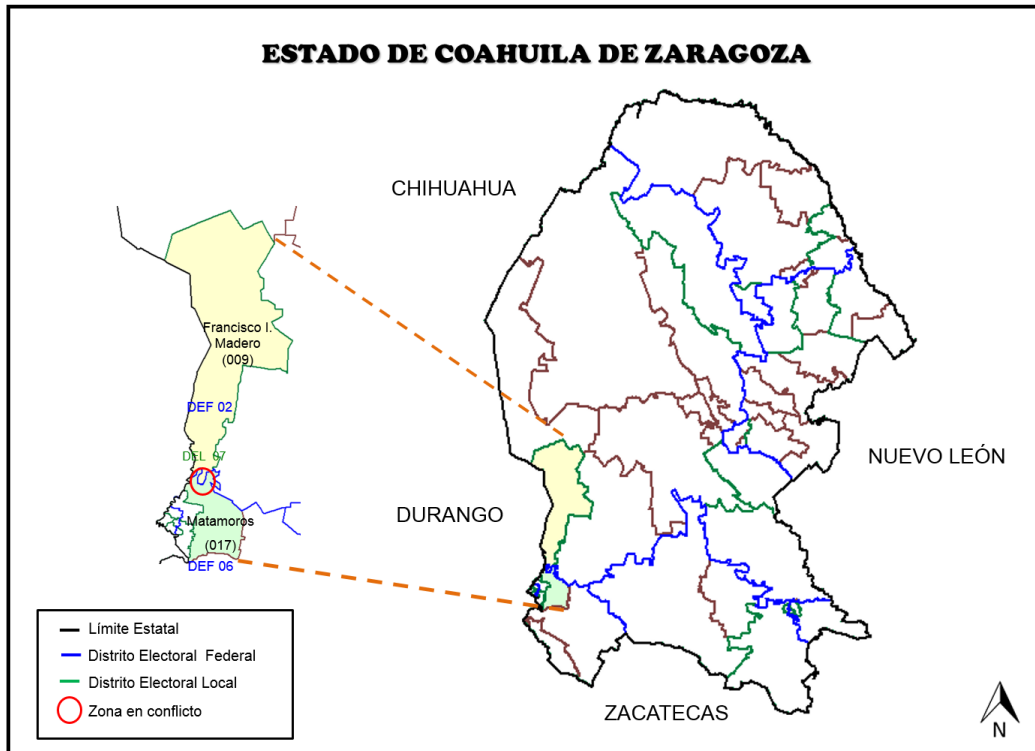 ESTADO DE COAHUILA DE ZARAGOZA
CHIHUAHUA
Francisco I.
Madero
(009)
DEF 02
DEL 07
NUEVO LEÓN
DURANGO
Matamoros
(017)
DEF 06
Límite Estatal
Distrito Electoral Federal
Distrito Electoral Local
Zona en conflicto
ZACATECAS
N